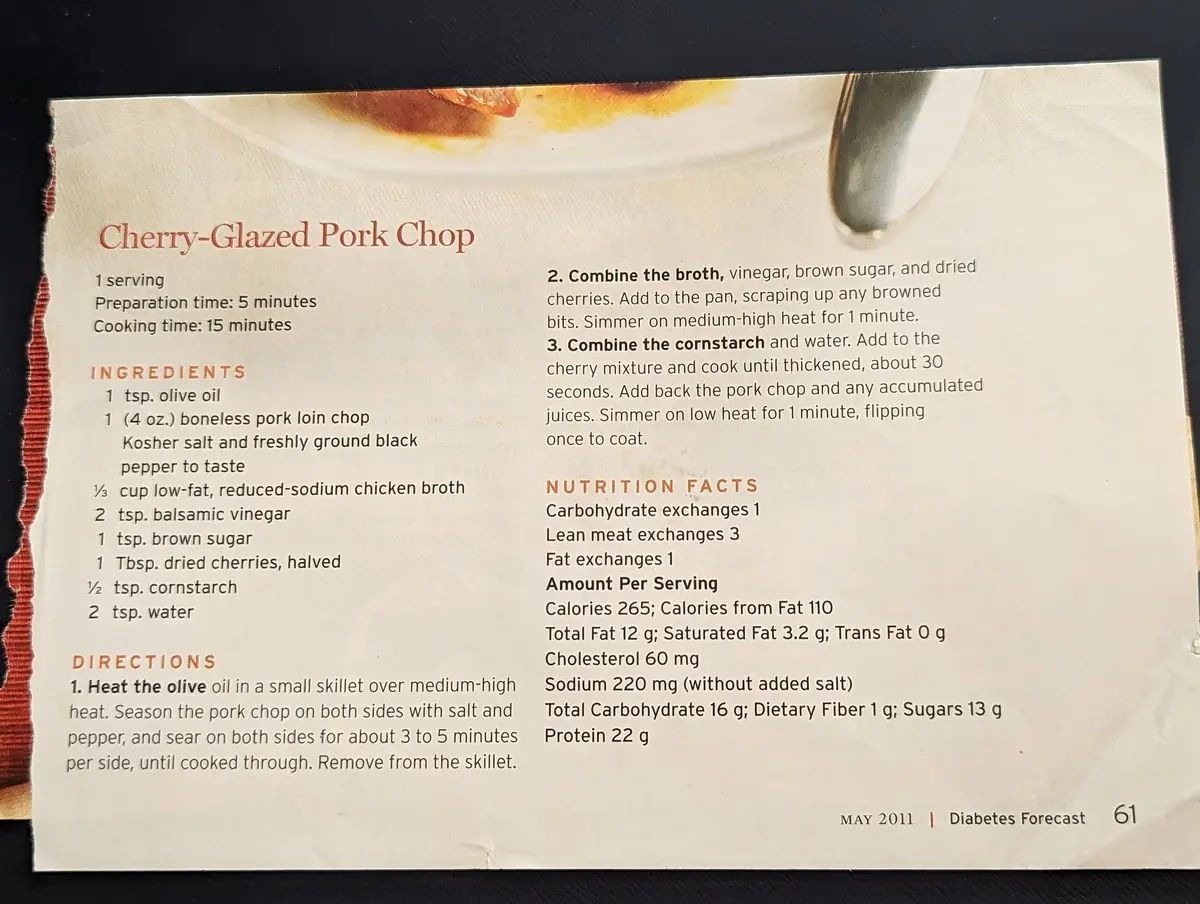 Cherry-Glazed Pork Chop
1 serving
Preparation time: 5 minutes
Cooking time: 15 minutes
INGREDIENTS
1 tsp. olive oil
1 (4 oz.) boneless pork loin chop
Kosher salt and freshly ground black
pepper to taste
⅓ cup low-fat, reduced-sodium chicken broth
2 tsp. balsamic vinegar
1 tsp. brown sugar
1 Tbsp. dried cherries, halved
½ tsp. cornstarch
2 tsp. water
DIRECTIONS
1. Heat the olive oil in a small skillet over medium-high
heat. Season the pork chop on both sides with salt and
pepper, and sear on both sides for about 3 to 5 minutes
per side, until cooked through. Remove from the skillet.
2. Combine the broth, vinegar, brown sugar, and dried
cherries. Add to the pan, scraping up any browned
bits. Simmer on medium-high heat for 1 minute.
3. Combine the cornstarch and water. Add to the
cherry mixture and cook until thickened, about 30
seconds. Add back the pork chop and any accumulated
juices. Simmer on low heat for 1 minute, flipping
once to coat.
NUTRITION FACTS
Carbohydrate exchanges 1
Lean meat exchanges 3
Fat exchanges 1
Amount Per Serving
Calories 265; Calories from Fat 110
Total Fat 12 g; Saturated Fat 3.2 g; Trans Fat 0 g
Cholesterol 60 mg
Sodium 220 mg (without added salt)
Total Carbohydrate 16 g; Dietary Fiber 1 g; Sugars 13 g
Protein 22 g
MAY 2011 | Diabetes Forecast 61